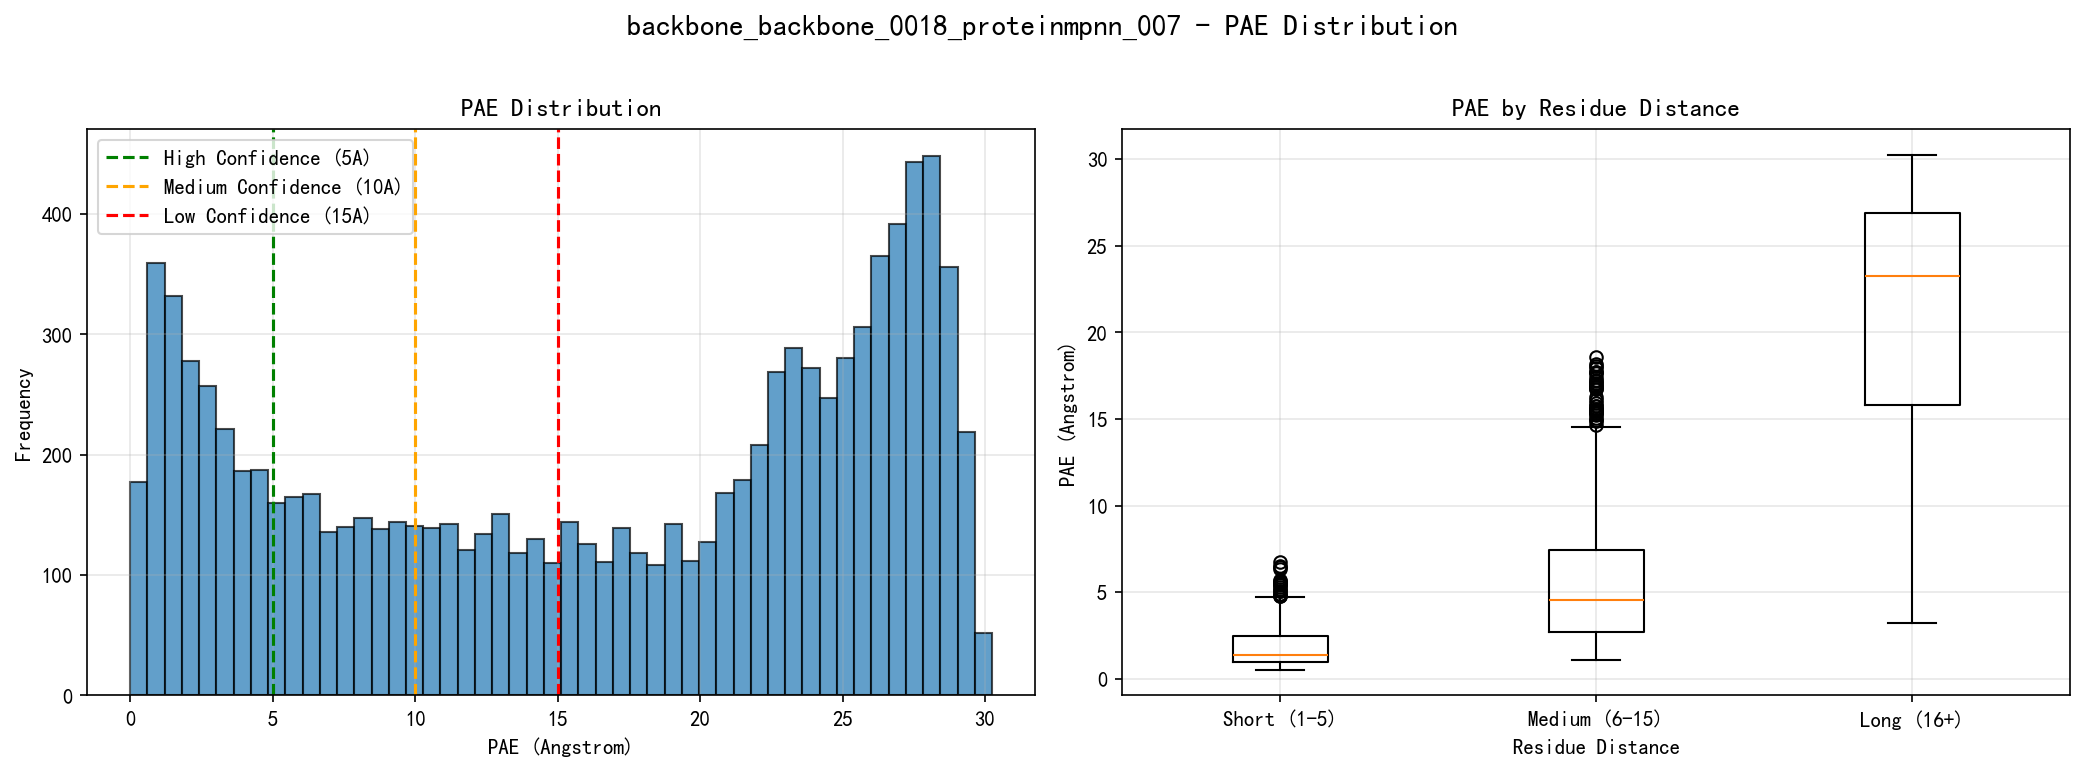 backbone_backbone_0018_proteinmpnn_007 - PAE Distribution
PAE Distribution
High Confidence (5A)
Medium Confidence (10A)
Low Confidence (15A)
Frequency
400
300
200
100
0
0 5 10 15 20 25 30
PAE (Angstrom)
PAE by Residue Distance
PAE (Angstrom)
30
25
20
15
10
5
0
Short (1-5) Medium (6-15) Long (16+)
Residue Distance